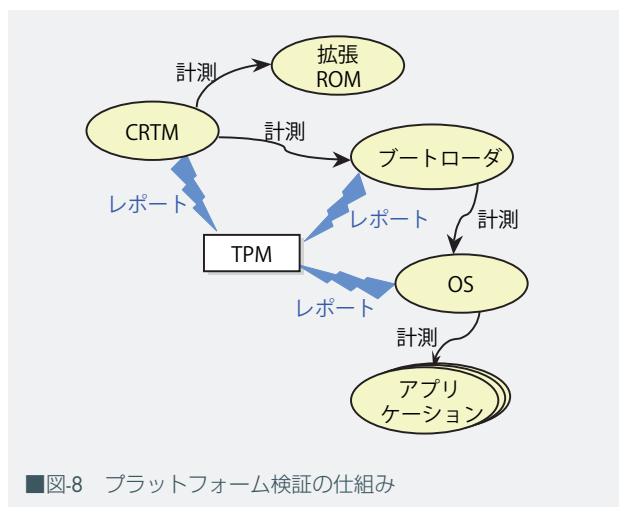 拡張
ROM
計測
CRTM
計測
ブートローダ
レポート
レポート
計測
TPM
OS
レポート
計測
アプリ
ケーション
■図-8 プラットフォーム検証の仕組み